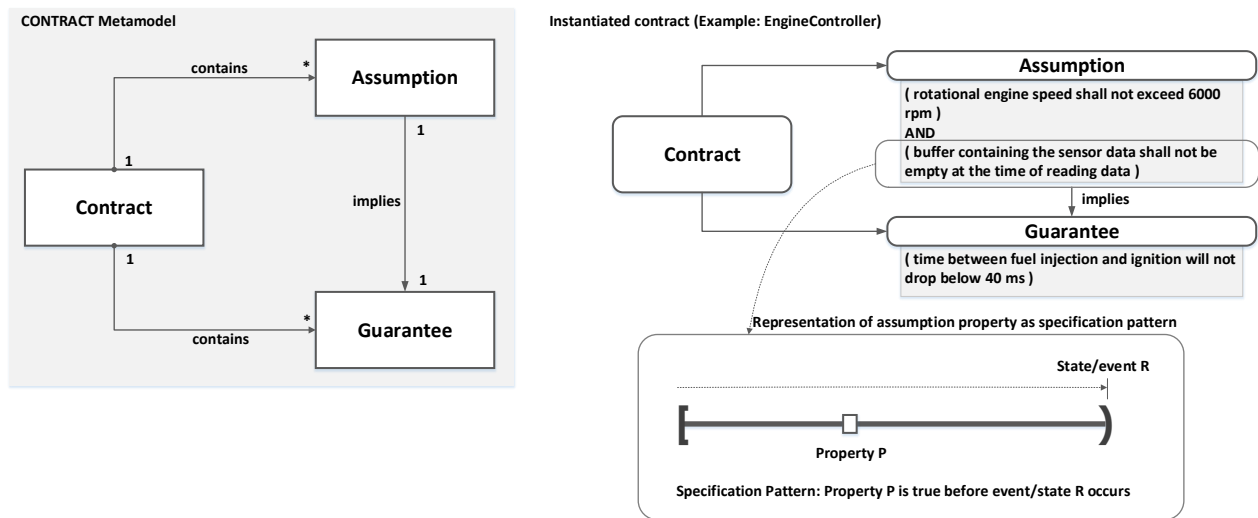 CONTRACT Metamodel
contains
*
Assumption
1
1
implies
Contract
1
1
*
Guarantee
contains
Instantiated contract (Example: EngineController)
Assumption
( rotational engine speed shall not exceed 6000
rpm )
AND
( buffer containing the sensor data shall not be
empty at the time of reading data )
Contract
implies
Guarantee
( time between fuel injection and ignition will not
drop below 40 ms )
Representation of assumption property as specification pattern
State/event R
Property P
Specification Pattern: Property P is true before event/state R occurs